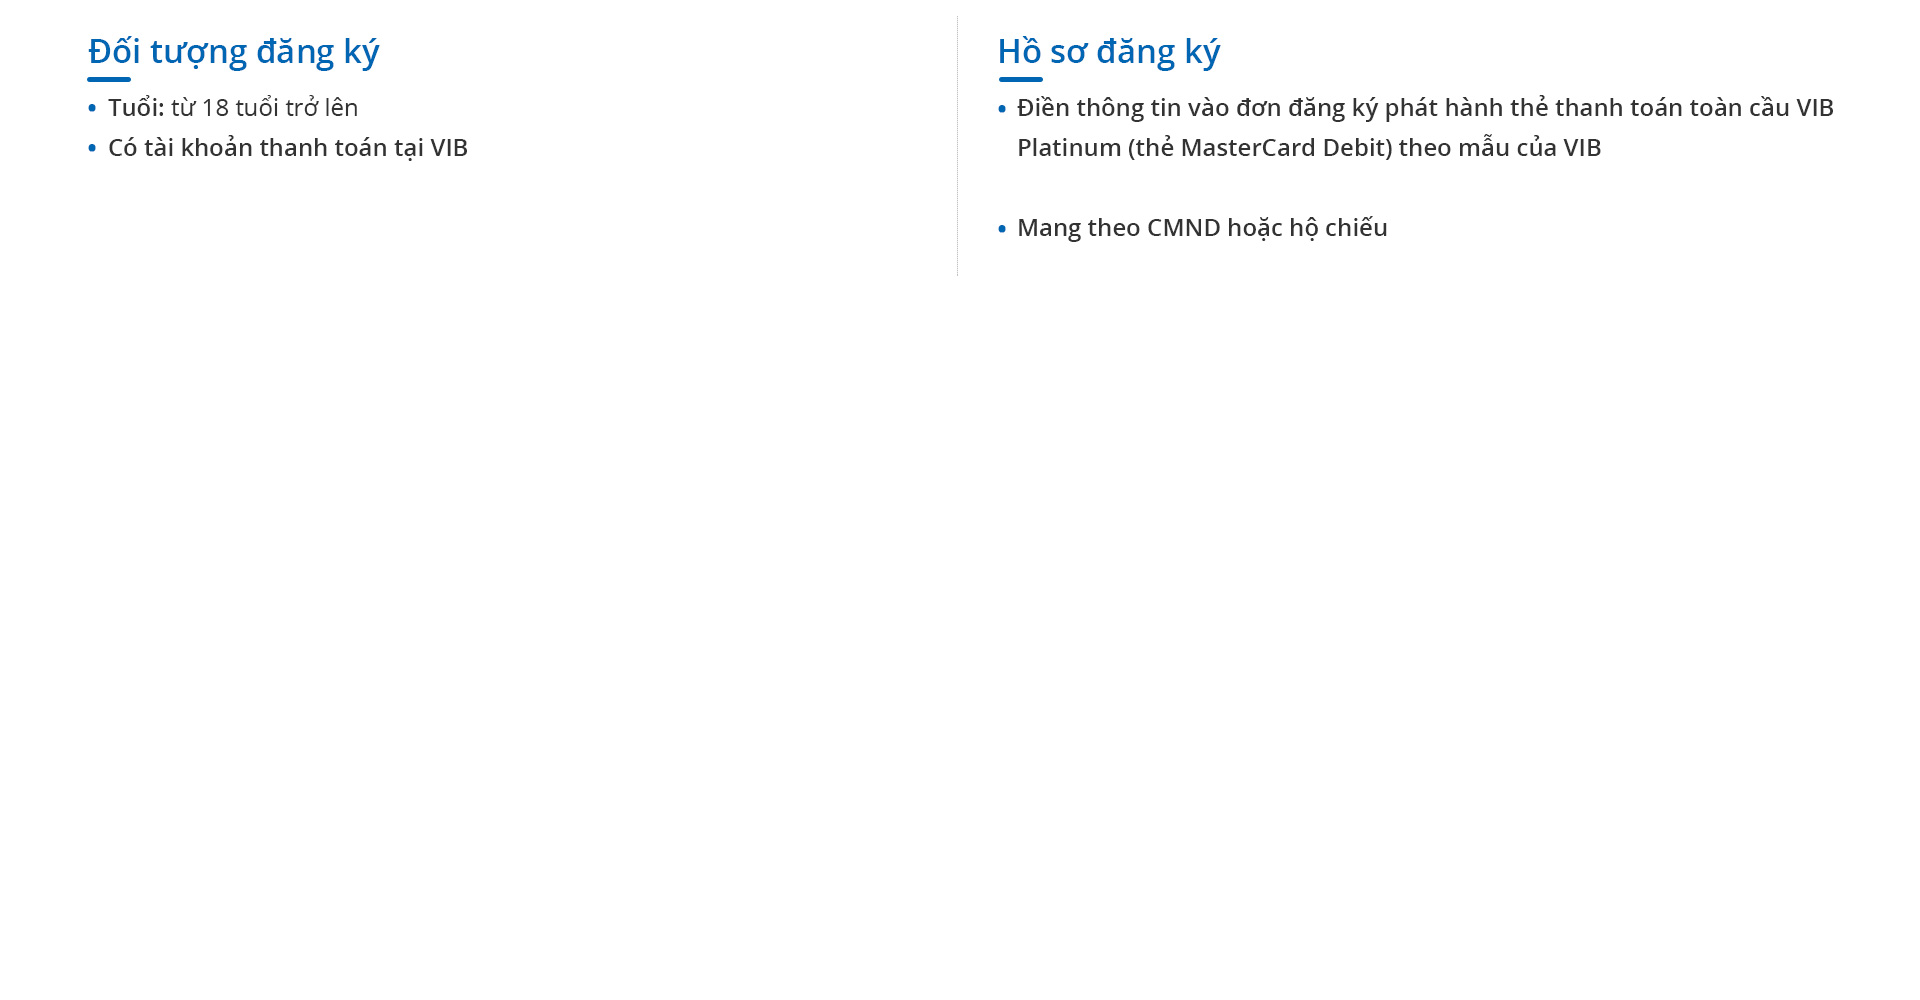 Đối tượng đăng ký
• Tuổi: từ 18 tuổi trở lên
• Có tài khoản thanh toán tại VIB
Hồ sơ đăng ký
• Điền thông tin vào đơn đăng ký phát hành thẻ thanh toán toàn cầu VIB
Platinum (thẻ MasterCard Debit) theo mẫu của VIB
• Mang theo CMND hoặc hộ chiếu